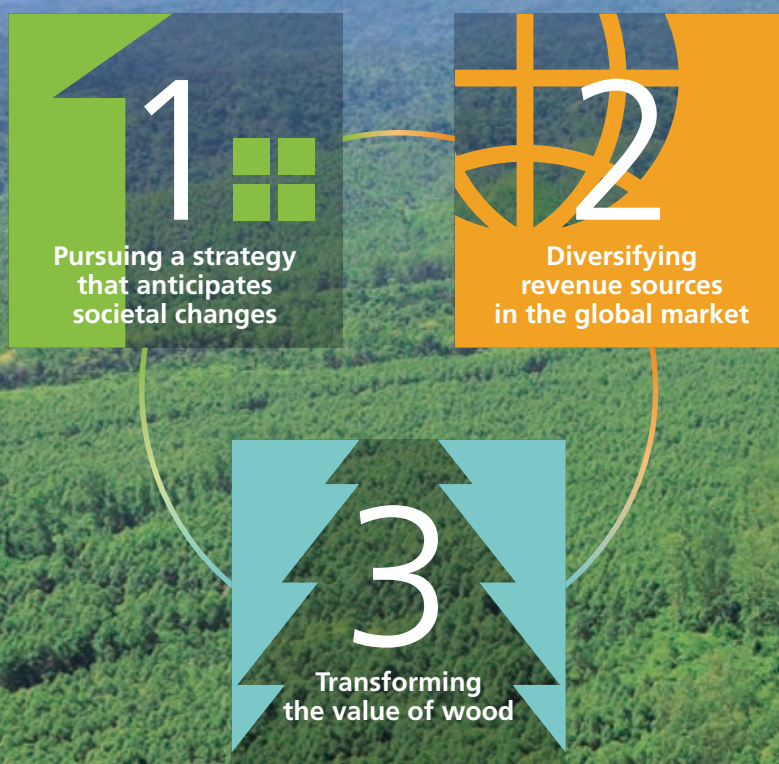 1
Pursuing a strategy
that anticipates
societal changes
2
Diversifying
revenue sources
in the global market
3
Transforming
the value of wood